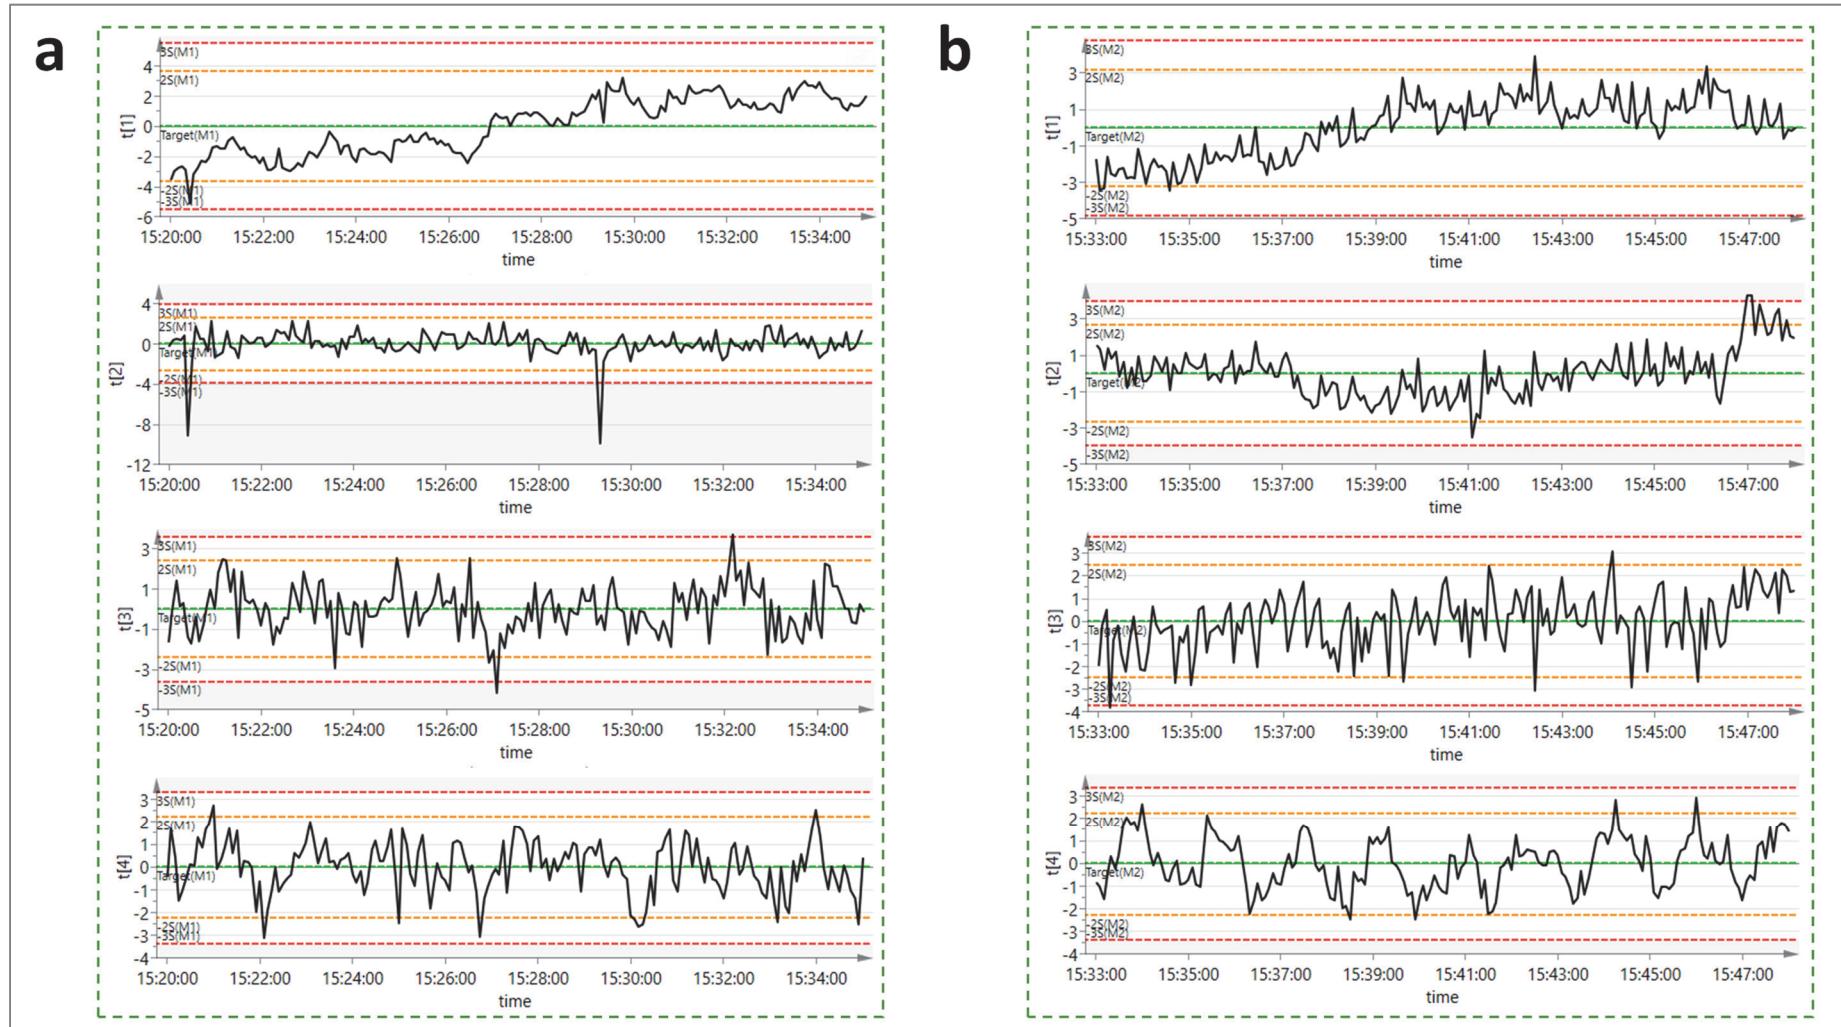 a
3S(M1)
4
2S(M1)
2
t[1]
0
Target(M1)
-2
-4
-2S(M1)
-3S(M1)
-6
15:20:00 15:22:00 15:24:00 15:26:00 15:28:00 15:30:00 15:32:00 15:34:00
time
4
3S(M1)
2S(M1)
0
Target(M1)
t[2]
-2S(M1)
-4
-3S(M1)
-8
-12
15:20:00 15:22:00 15:24:00 15:26:00 15:28:00 15:30:00 15:32:00 15:34:00
time
3
3S(M1)
2S(M1)
1
t[3]
Target(M1)
-1
-2S(M1)
-3
-3S(M1)
-5
15:20:00 15:22:00 15:24:00 15:26:00 15:28:00 15:30:00 15:32:00 15:34:00
time
3
3S(M1)
2
2S(M1)
1
t[4]
0
Target(M1)
-1
-2
-2S(M1)
-3
-3S(M1)
-4
15:20:00 15:22:00 15:24:00 15:26:00 15:28:00 15:30:00 15:32:00 15:34:00
time
b
3S(M2)
3
2S(M2)
1
t[1]
Target(M2)
-1
-3
-2S(M2)
-3S(M2)
-5
15:33:00 15:35:00 15:37:00 15:39:00 15:41:00 15:43:00 15:45:00 15:47:00
time
3S(M2)
3
2S(M2)
1
t[2]
Target(M2)
-1
-3
-2S(M2)
-3S(M2)
-5
15:33:00 15:35:00 15:37:00 15:39:00 15:41:00 15:43:00 15:45:00 15:47:00
time
3S(M2)
3
2S(M2)
2
1
t[3]
0
Target(M2)
-1
-2
-2S(M2)
-3
-3S(M2)
-4
15:33:00 15:35:00 15:37:00 15:39:00 15:41:00 15:43:00 15:45:00 15:47:00
time
3
3S(M2)
2
2S(M2)
1
t[4]
0
Target(M2)
-1
-2
-2S(M2)
-3
-3S(M2)
-4
15:33:00 15:35:00 15:37:00 15:39:00 15:41:00 15:43:00 15:45:00 15:47:00
time